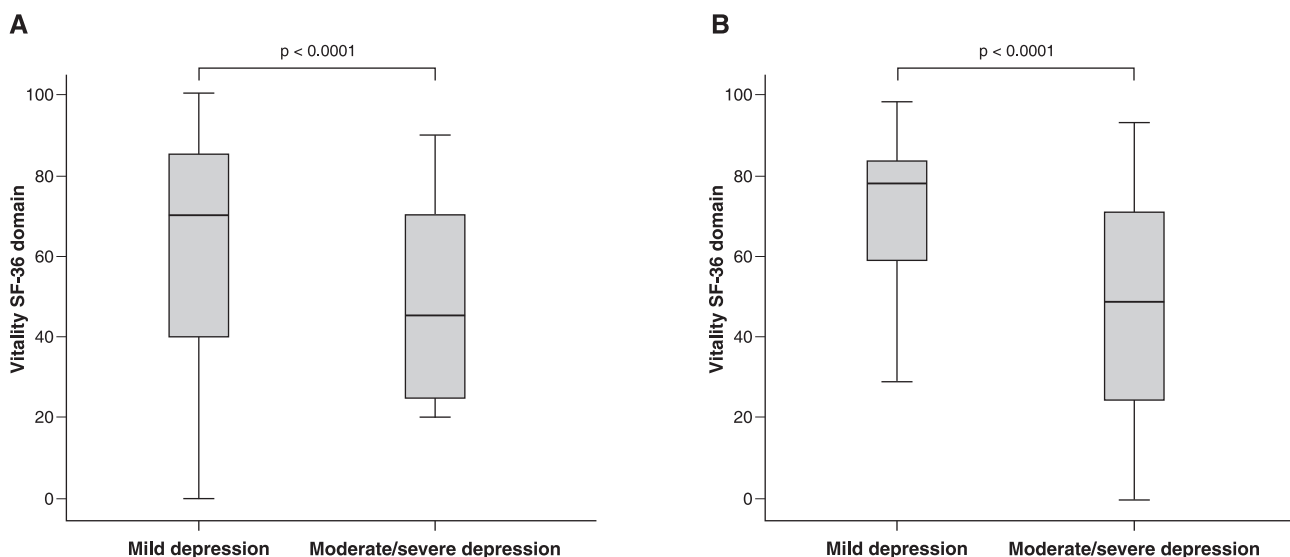 A
p < 0.0001
Vitality SF-36 domain
100
80
60
40
20
0
Mild depression
Moderate/severe depression
B
p < 0.0001
Vitality SF-36 domain
100
80
60
40
20
0
Mild depression
Moderate/severe depression